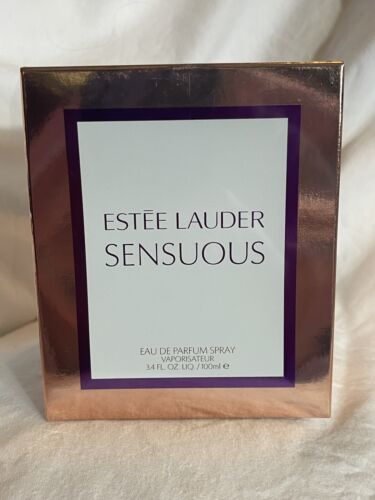 ESTĒE LAUDER
SENSUOUS
EAU DE PARFUM SPRAY
VAPORISATEUR
3.4 FL. OZ. LIQ. / 100ml ℮